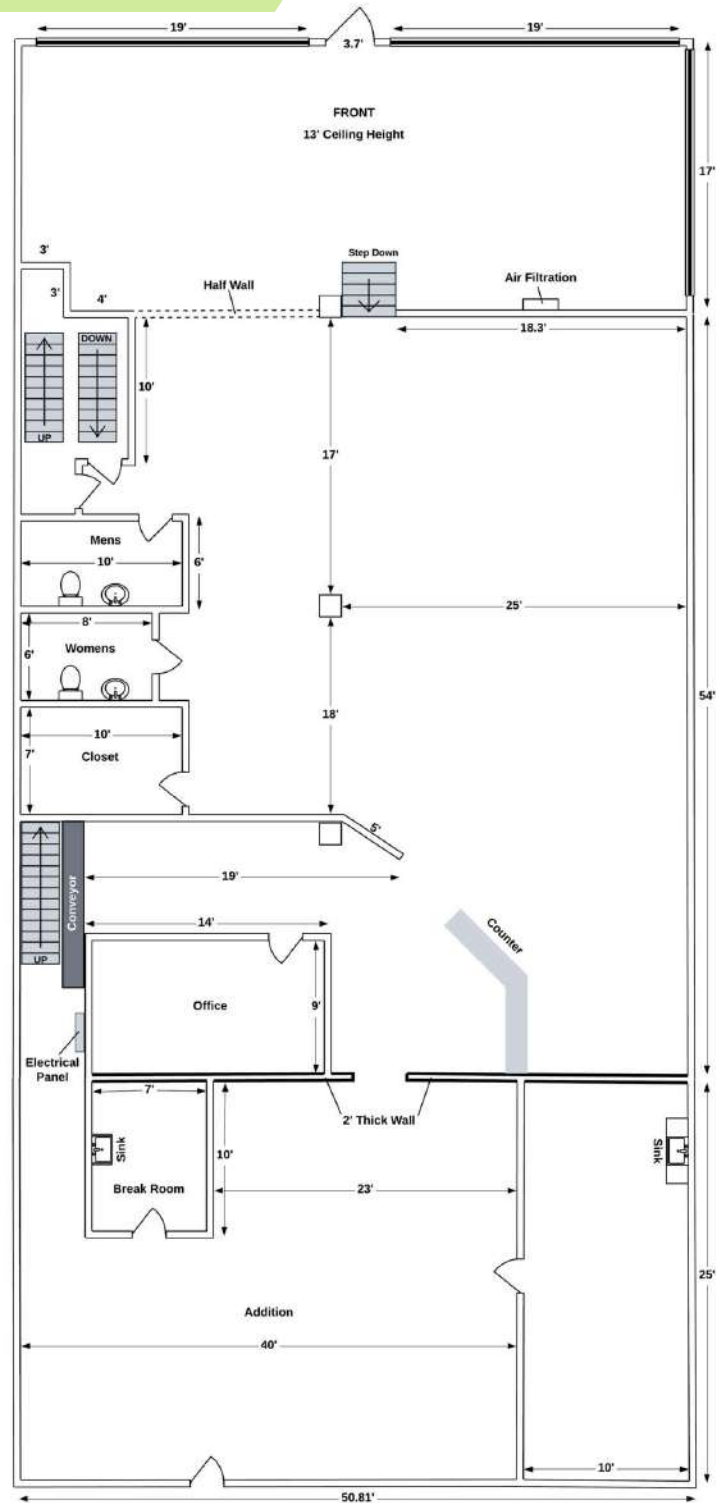 19'
3.7'
19'
FRONT
13' Ceiling Height
17'
3'
Step Down
Half Wall
Air Filtration
3'
4'
18.3'
DOWN
10'
UP
17'
Mens
10'
6'
25'
8'
Womens
6'
54'
18'
10'
7'
Closet
5'
19'
Conveyor
14'
Counter
UP
Office
9'
Electrical
Panel
7'
2' Thick Wall
Sink
10'
Sink
Break Room
23'
25'
Addition
40'
10'
50.81'